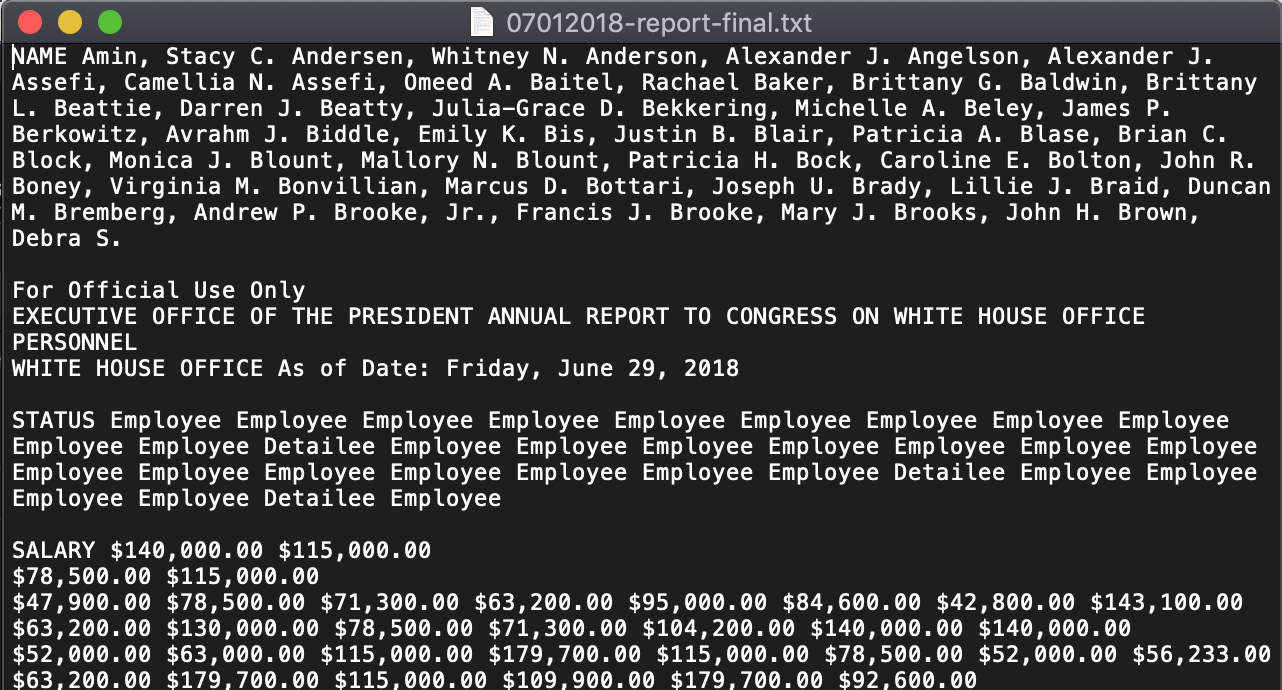 07012018-report-final.txt
NAME Amin, Stacy C. Andersen, Whitney N. Anderson, Alexander J. Angelson, Alexander J.
Assefi, Camellia N. Assefi, Omeed A. Baitel, Rachael Baker, Brittany G. Baldwin, Brittany
L. Beattie, Darren J. Beatty, Julia-Grace D. Bekkering, Michelle A. Beley, James P.
Berkowitz, Avrahm J. Biddle, Emily K. Bis, Justin B. Blair, Patricia A. Blase, Brian C.
Block, Monica J. Blount, Mallory N. Blount, Patricia H. Bock, Caroline E. Bolton, John R.
Boney, Virginia M. Bonvillian, Marcus D. Bottari, Joseph U. Brady, Lillie J. Braid, Duncan
M. Bremberg, Andrew P. Brooke, Jr., Francis J. Brooke, Mary J. Brooks, John H. Brown,
Debra S.
For Official Use Only
EXECUTIVE OFFICE OF THE PRESIDENT ANNUAL REPORT TO CONGRESS ON WHITE HOUSE OFFICE
PERSONNEL
WHITE HOUSE OFFICE As of Date: Friday, June 29, 2018
STATUS Employee Employee Employee Employee Employee Employee Employee Employee Employee
Employee Employee Detailee Employee Employee Employee Employee Employee Employee Employee
Employee Employee Employee Employee Employee Employee Employee Detailee Employee Employee
Employee Employee Detailee Employee
SALARY $140,000.00 $115,000.00
$78,500.00 $115,000.00
$47,900.00 $78,500.00 $71,300.00 $63,200.00 $95,000.00 $84,600.00 $42,800.00 $143,100.00
$63,200.00 $130,000.00 $78,500.00 $71,300.00 $104,200.00 $140,000.00 $140,000.00
$52,000.00 $63,000.00 $115,000.00 $179,700.00 $115,000.00 $78,500.00 $52,000.00 $56,233.00
$63,200.00 $179,700.00 $115,000.00 $109,900.00 $179,700.00 $92,600.00